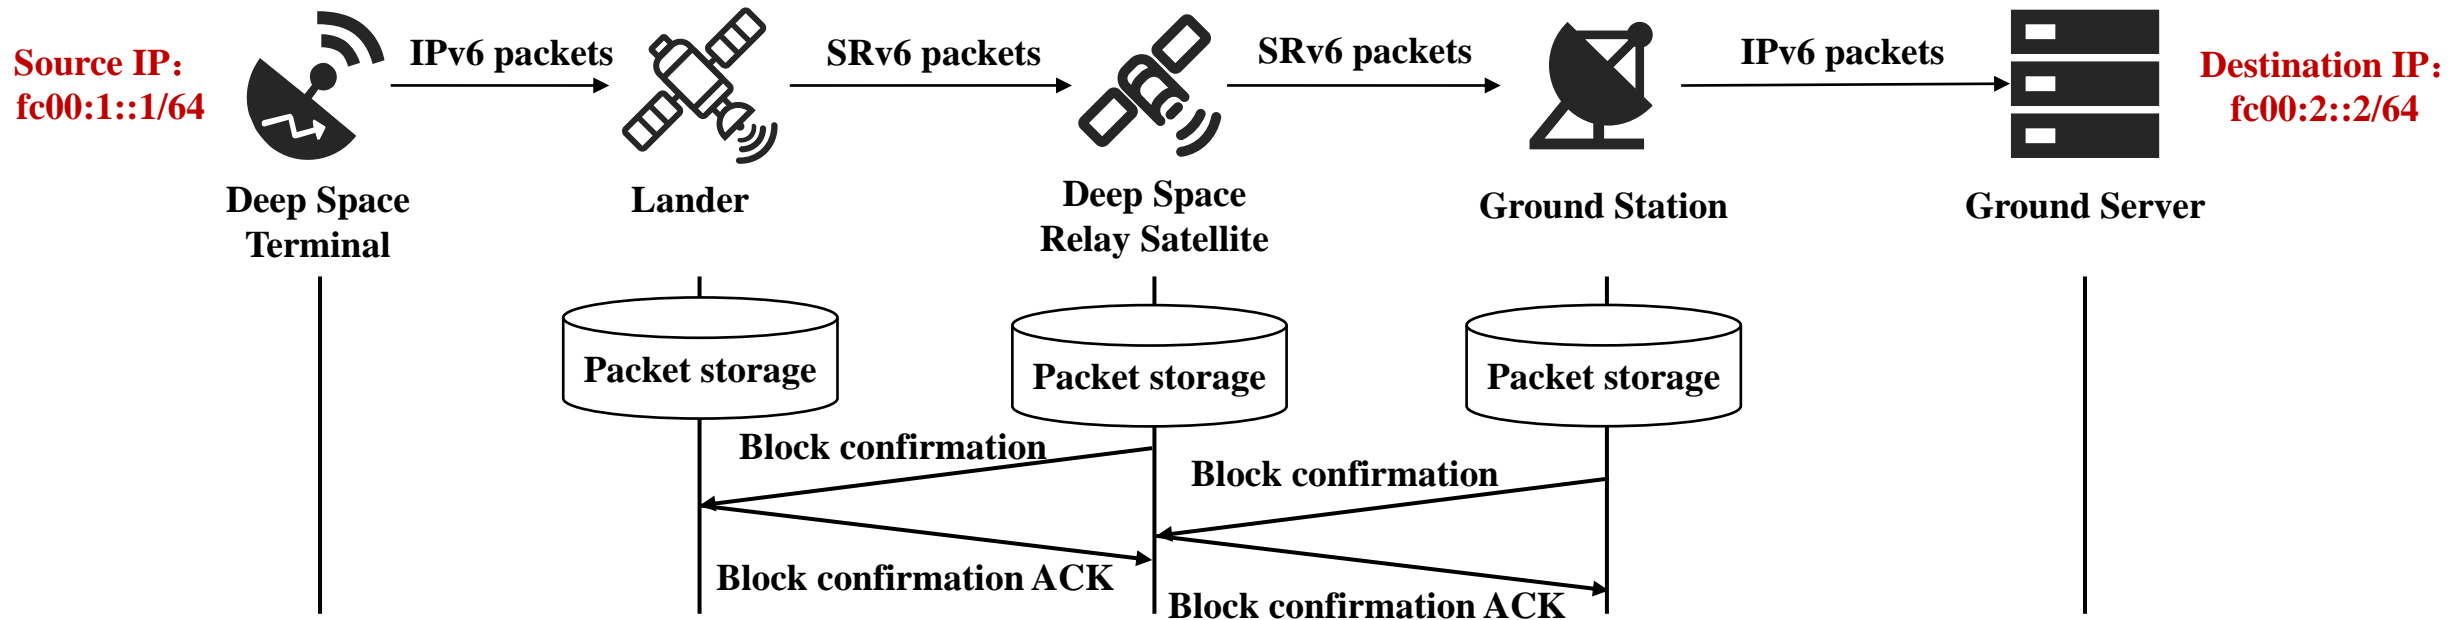 Source IP：
fc00:1::1/64
IPv6 packets
SRv6 packets
SRv6 packets
IPv6 packets
Destination IP：
fc00:2::2/64
Deep Space
Terminal
Lander
Deep Space
Relay Satellite
Ground Station
Ground Server
Packet storage
Packet storage
Packet storage
Block confirmation
Block confirmation
Block confirmation ACK
Block confirmation ACK